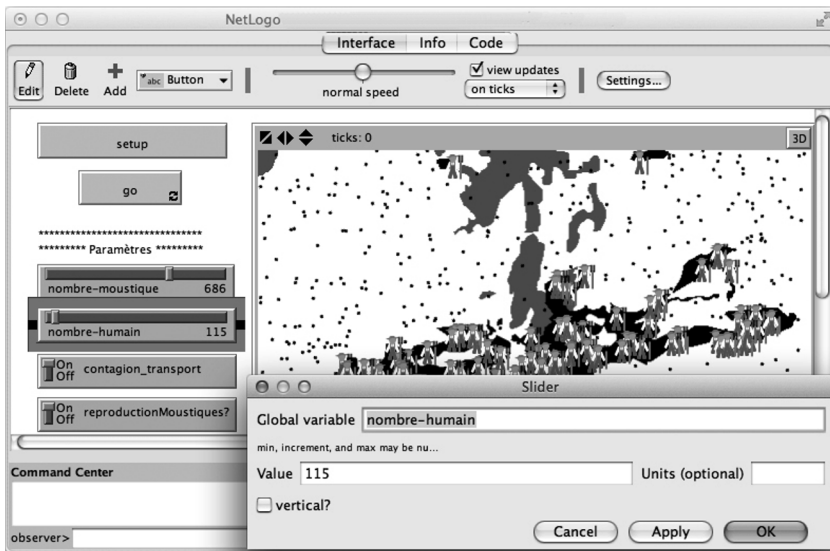 NetLogo
Interface Info Code
Edit Delete Add abc Button normal speed view updates on ticks Settings...
setup
go
ticks: 0 3D
******************************
********* Paramètres *********
nombre-moustique 686
nombre-humain 115
On Off contagion_transport
On Off reproductionMoustiques?
Command Center
observer>
Slider
Global variable nombre-humain
min, increment, and max may be nu...
Value 115 Units (optional)
vertical?
Cancel Apply OK